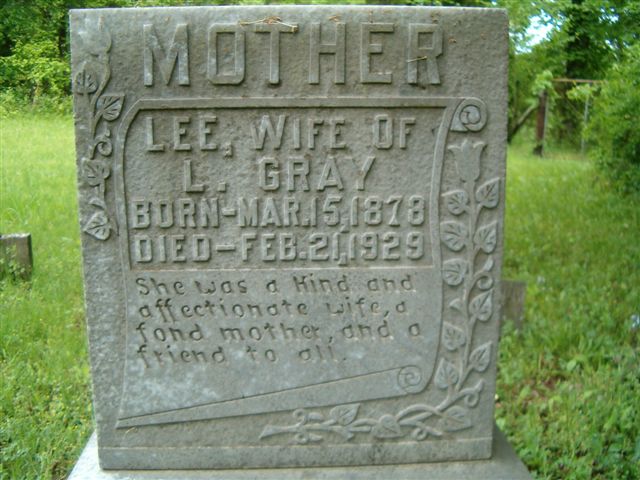 MOTHER
LEE, WIFE OF
L. GRAY
BORN-MAR.15,1878
DIED-FEB.21,1929
She was a kind and
affectionate wife, a
fond mother, and a
friend to all.